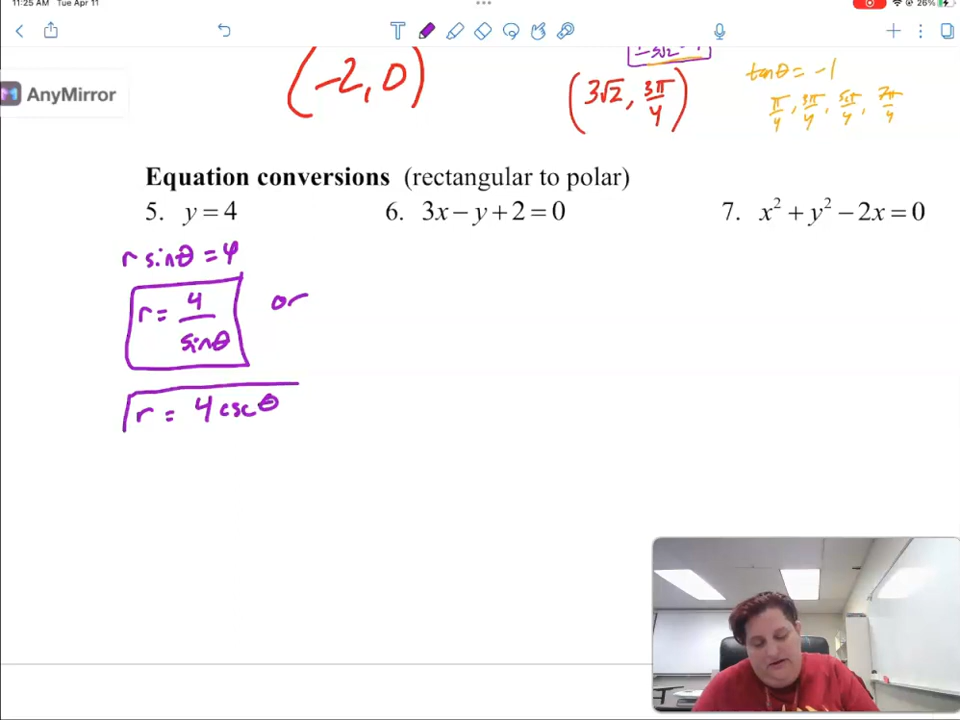 11:25 AM Tue Apr 11
26%
AnyMirror
(-2, 0)
(3√2, 3π/4)
tanθ = -1
π/4, 3π/4, 5π/4, 7π/4
Equation conversions (rectangular to polar)
5. y = 4
6. 3x − y + 2 = 0
7. x² + y² − 2x = 0
r sinθ = 4
r = 4/sinθ or
r = 4 cscθ